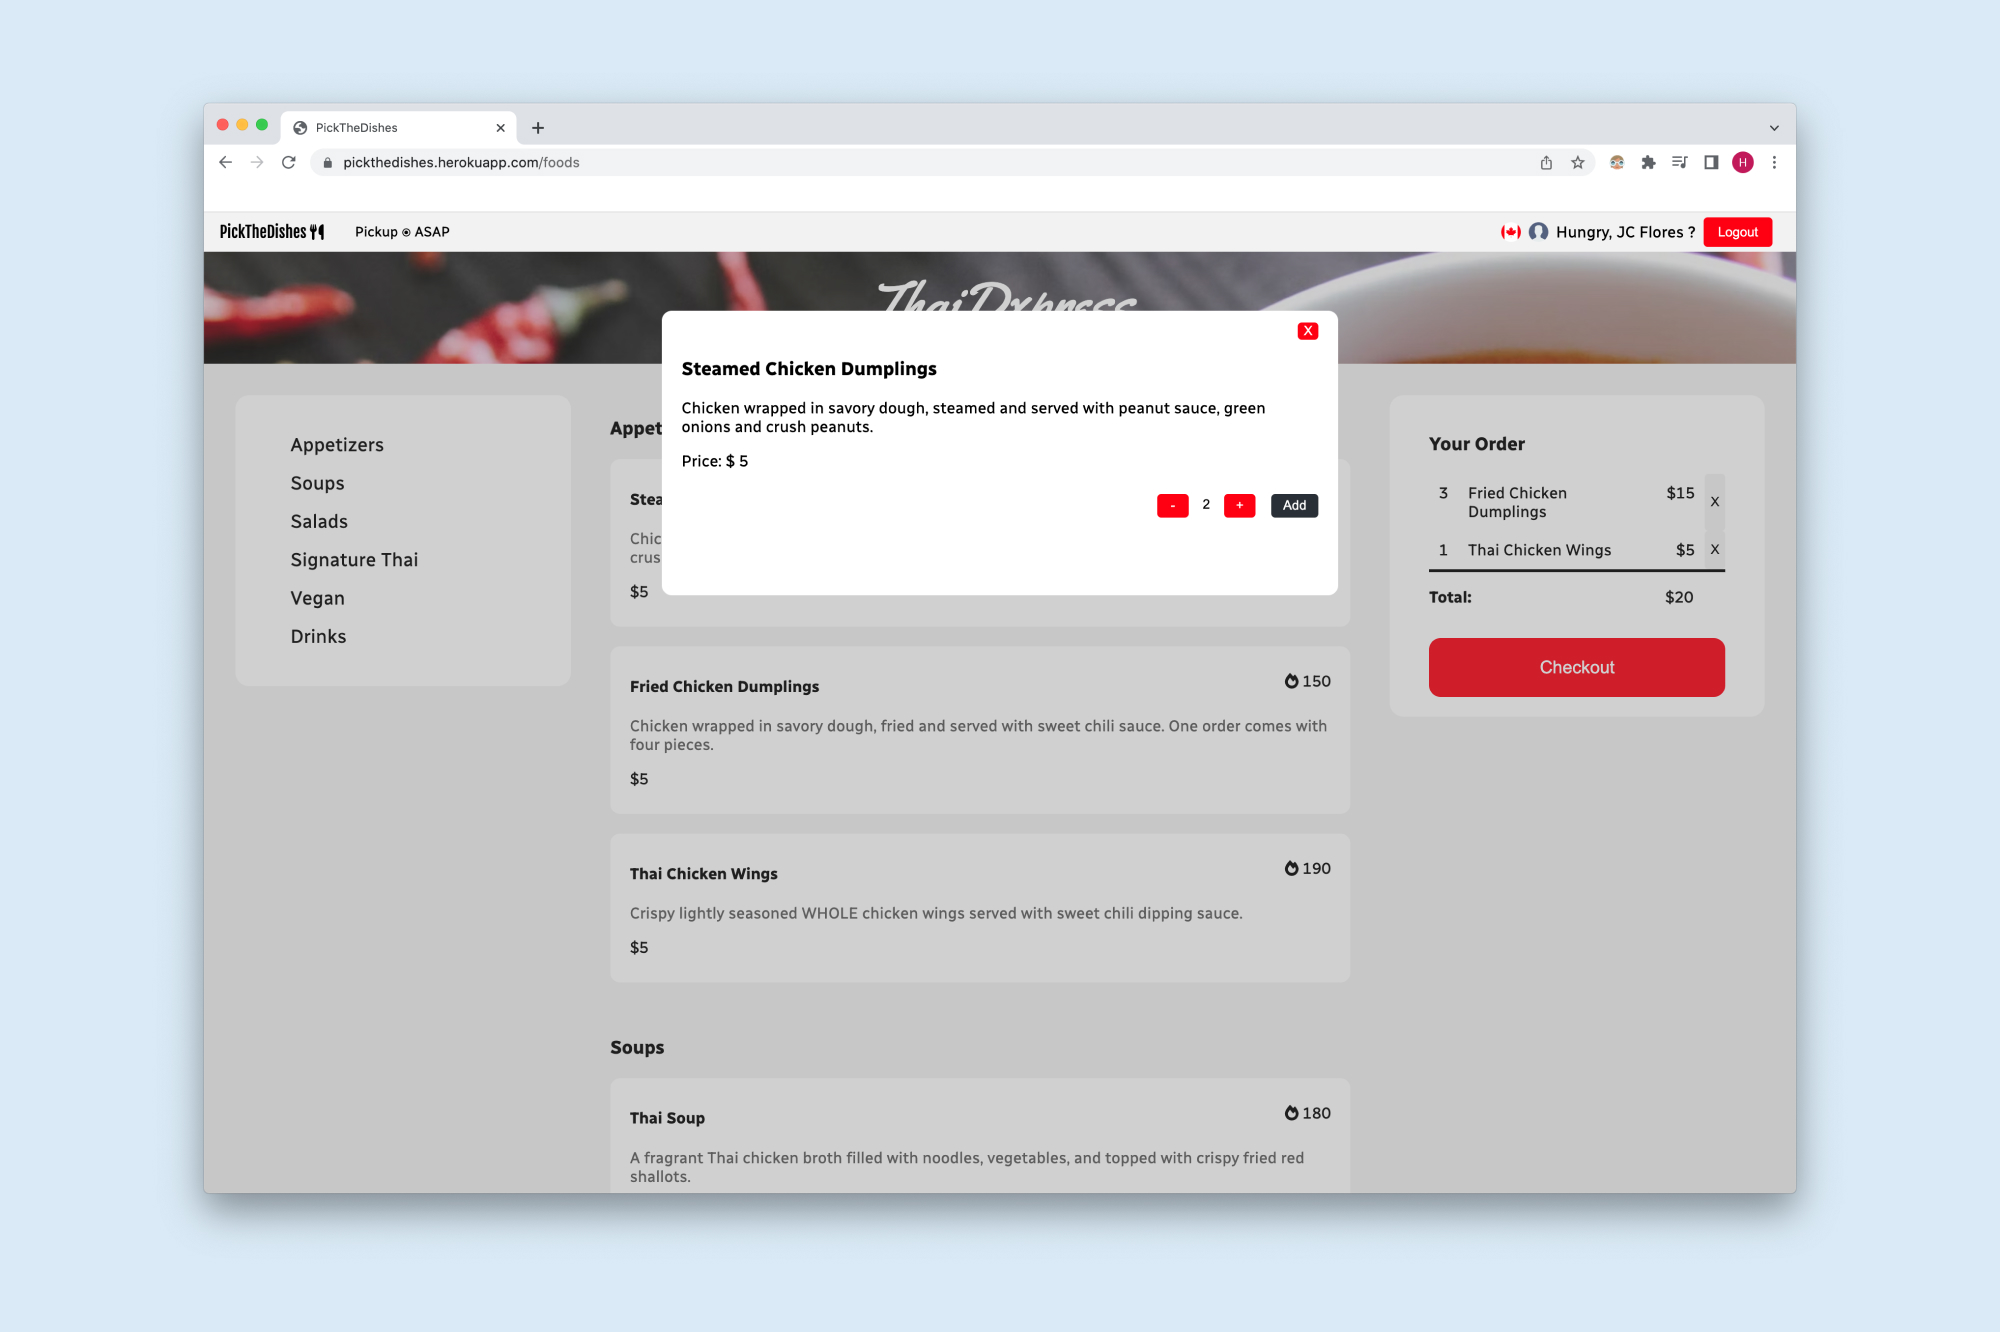 PickTheDishes
pickthedishes.herokuapp.com/foods
H
PickTheDishes
Pickup
ASAP
Hungry, JC Flores ?
Logout
Thai Dxpress
X
Steamed Chicken Dumplings
Chicken wrapped in savory dough, steamed and served with peanut sauce, green
onions and crush peanuts.
Price: $ 5
-
2
+
Add
Appetizers
Soups
Salads
Signature Thai
Vegan
Drinks
Appet
Stea
Chic
crus
$5
Fried Chicken Dumplings
150
Chicken wrapped in savory dough, fried and served with sweet chili sauce. One order comes with
four pieces.
$5
Thai Chicken Wings
190
Crispy lightly seasoned WHOLE chicken wings served with sweet chili dipping sauce.
$5
Soups
Thai Soup
180
A fragrant Thai chicken broth filled with noodles, vegetables, and topped with crispy fried red
shallots.
Your Order
3 Fried Chicken $15 X
Dumplings
1 Thai Chicken Wings $5 X
Total: $20
Checkout